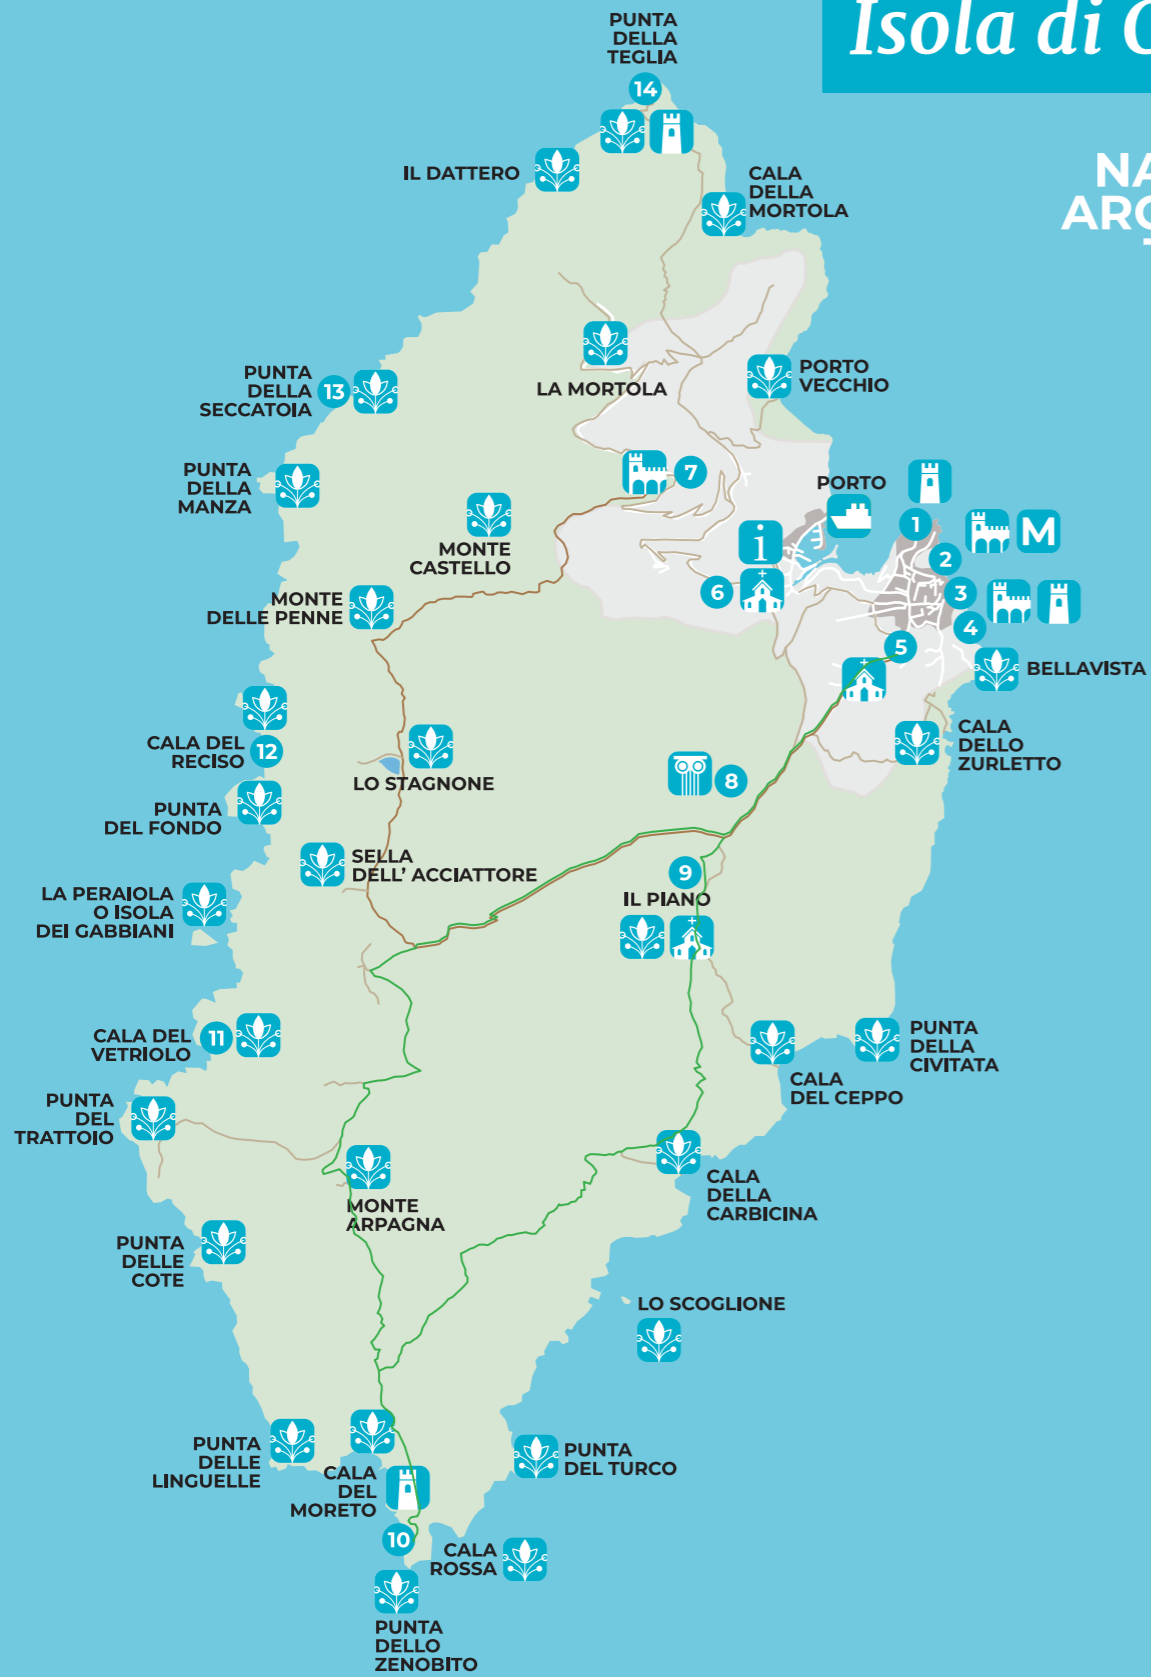 Isola di C
NA
ARC
PUNTA
DELLA
TEGLIA
14
IL DATTERO
CALA
DELLA
MORTOLA
PUNTA
DELLA
SECCATOIA
13
LA MORTOLA
PORTO
VECCHIO
PUNTA
DELLA
MANZA
7
PORTO
1
MONTE
CASTELLO
i
M
2
MONTE
DELLE PENNE
6
3
4
5
BELLAVISTA
CALA DEL
RECISO
12
LO STAGNONE
CALA
DELLO
ZURLETTO
8
PUNTA
DEL FONDO
SELLA
DELL' ACCIATTORE
9
IL PIANO
LA PERAIOLA
O ISOLA
DEI GABBIANI
CALA DEL
VETRIOLO
11
PUNTA
DELLA
CIVITATA
CALA
DEL CEPPO
PUNTA
DEL
TRATTOIO
MONTE
ARPAGNA
CALA
DELLA
CARBICINA
PUNTA
DELLE
COTE
LO SCOGLIONE
PUNTA
DELLE
LINGUELLE
CALA
DEL
MORETO
PUNTA
DEL TURCO
10
CALA
ROSSA
PUNTA
DELLO
ZENOBITO